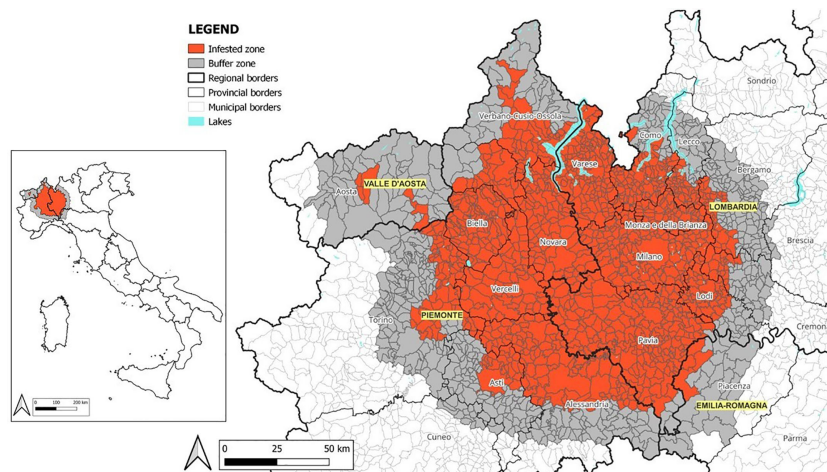 LEGEND
Infested zone
Buffer zone
Regional borders
Provincial borders
Municipal borders
Lakes
Sondrio
Verbano-Cusio-Ossola
Como
Lecco
Varese
Bergamo
Aosta
VALLE D'AOSTA
LOMBARDIA
Biella
Monza e della Brianza
Novara
Milano
Brescia
Vercelli
Lodi
Torino
PIEMONTE
Cremon
Pavia
Asti
Piacenza
Alessandria
EMILIA-ROMAGNA
Cuneo
Parma
0 100 200 km
0 25 50 km